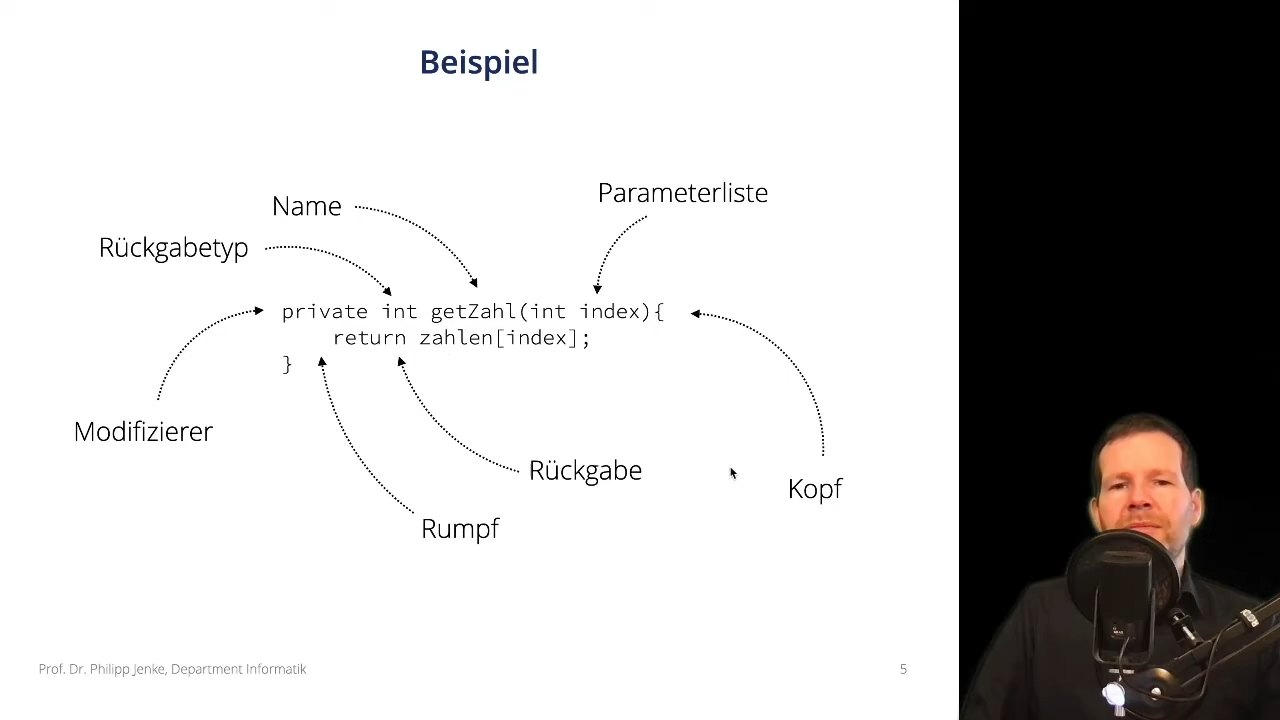 Beispiel
Parameterliste
Name
Rückgabetyp
private int getZahl(int index){
return zahlen[index];
}
Modifizierer
Rückgabe
Kopf
Rumpf
Prof. Dr. Philipp Jenke, Department Informatik
5